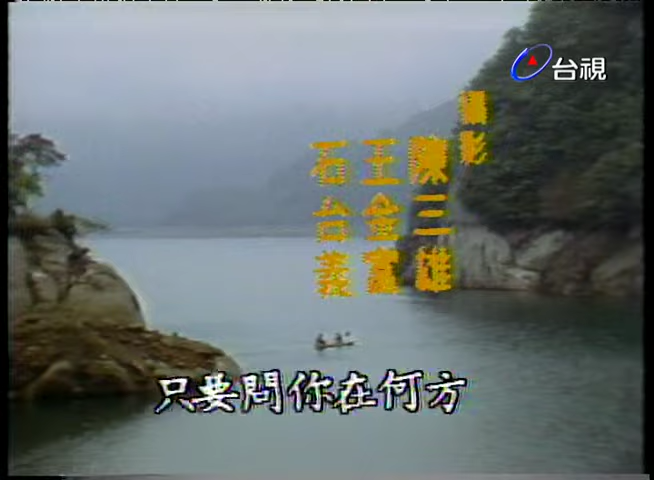 台視
攝影
陳三雄
王金富
石台義
只要問你在何方